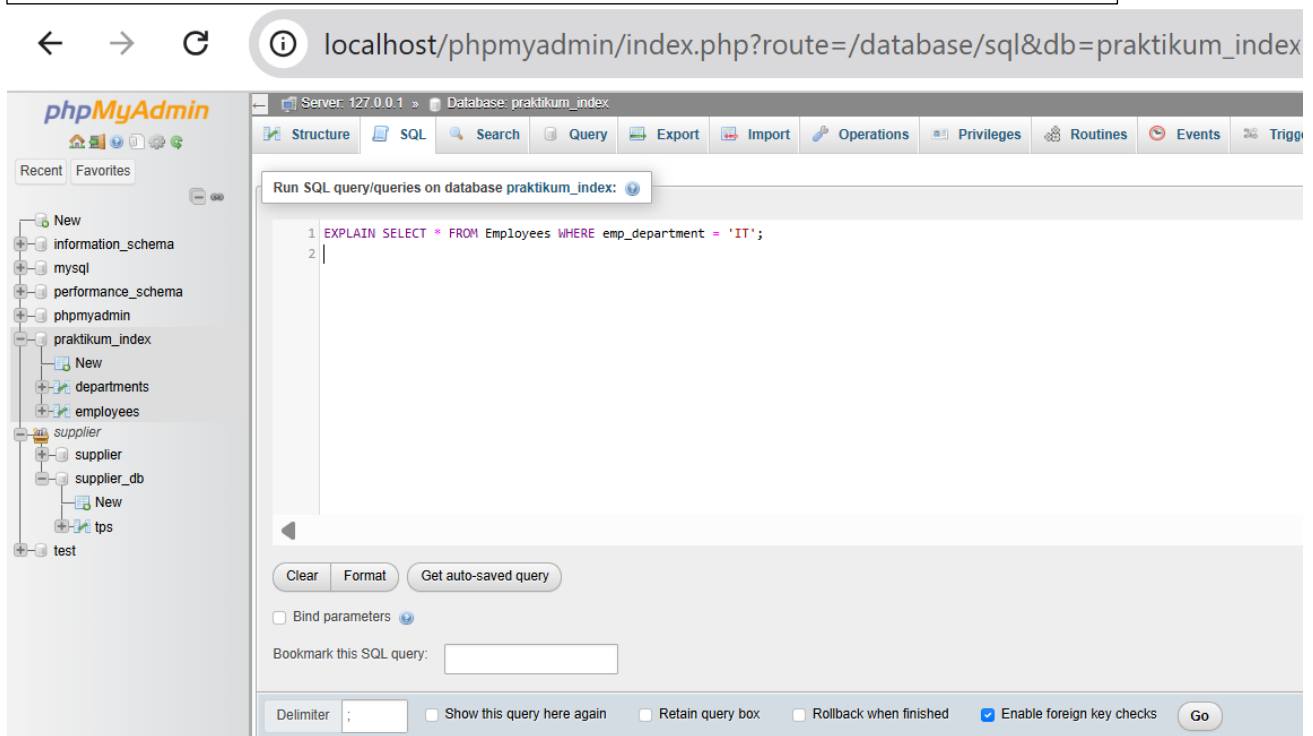 localhost/phpmyadmin/index.php?route=/database/sql&db=praktikum_index
phpMyAdmin
Recent Favorites
New
information_schema
mysql
performance_schema
phpmyadmin
praktikum_index
New
departments
employees
supplier
supplier
supplier_db
New
tps
test
Server: 127.0.0.1 » Database: praktikum_index
Structure SQL Search Query Export Import Operations Privileges Routines Events Trigge
Run SQL query/queries on database praktikum_index:
1 EXPLAIN SELECT * FROM Employees WHERE emp_department = 'IT';
2
Clear Format Get auto-saved query
Bind parameters
Bookmark this SQL query:
Delimiter ; Show this query here again Retain query box Rollback when finished Enable foreign key checks Go